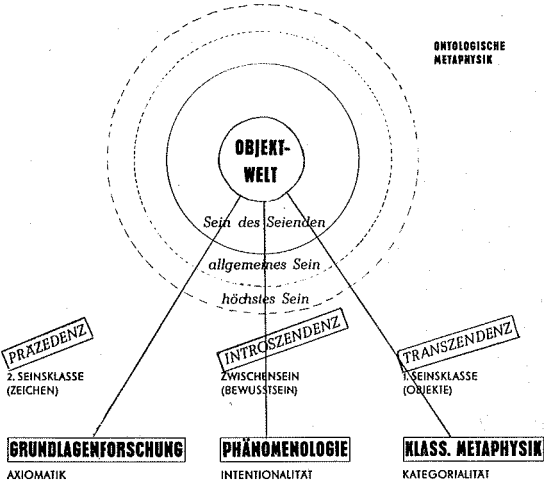 ONTOLOGISCHE
METAPHYSIK
OBJEKT-
WELT
Sein des Seienden
allgemeines Sein
höchstes Sein
PRÄZEDENZ
2. SEINSKLASSE
(ZEICHEN)
INTROSZENDENZ
ZWISCHENSEIN
(BEWUSSTSEIN)
TRANSZENDENZ
1. SEINSKLASSE
(OBJEKTE)
GRUNDLAGENFORSCHUNG
AXIOMATIK
PHÄNOMENOLOGIE
INTENTIONALITÄT
KLASS. METAPHYSIK
KATEGORIALITÄT